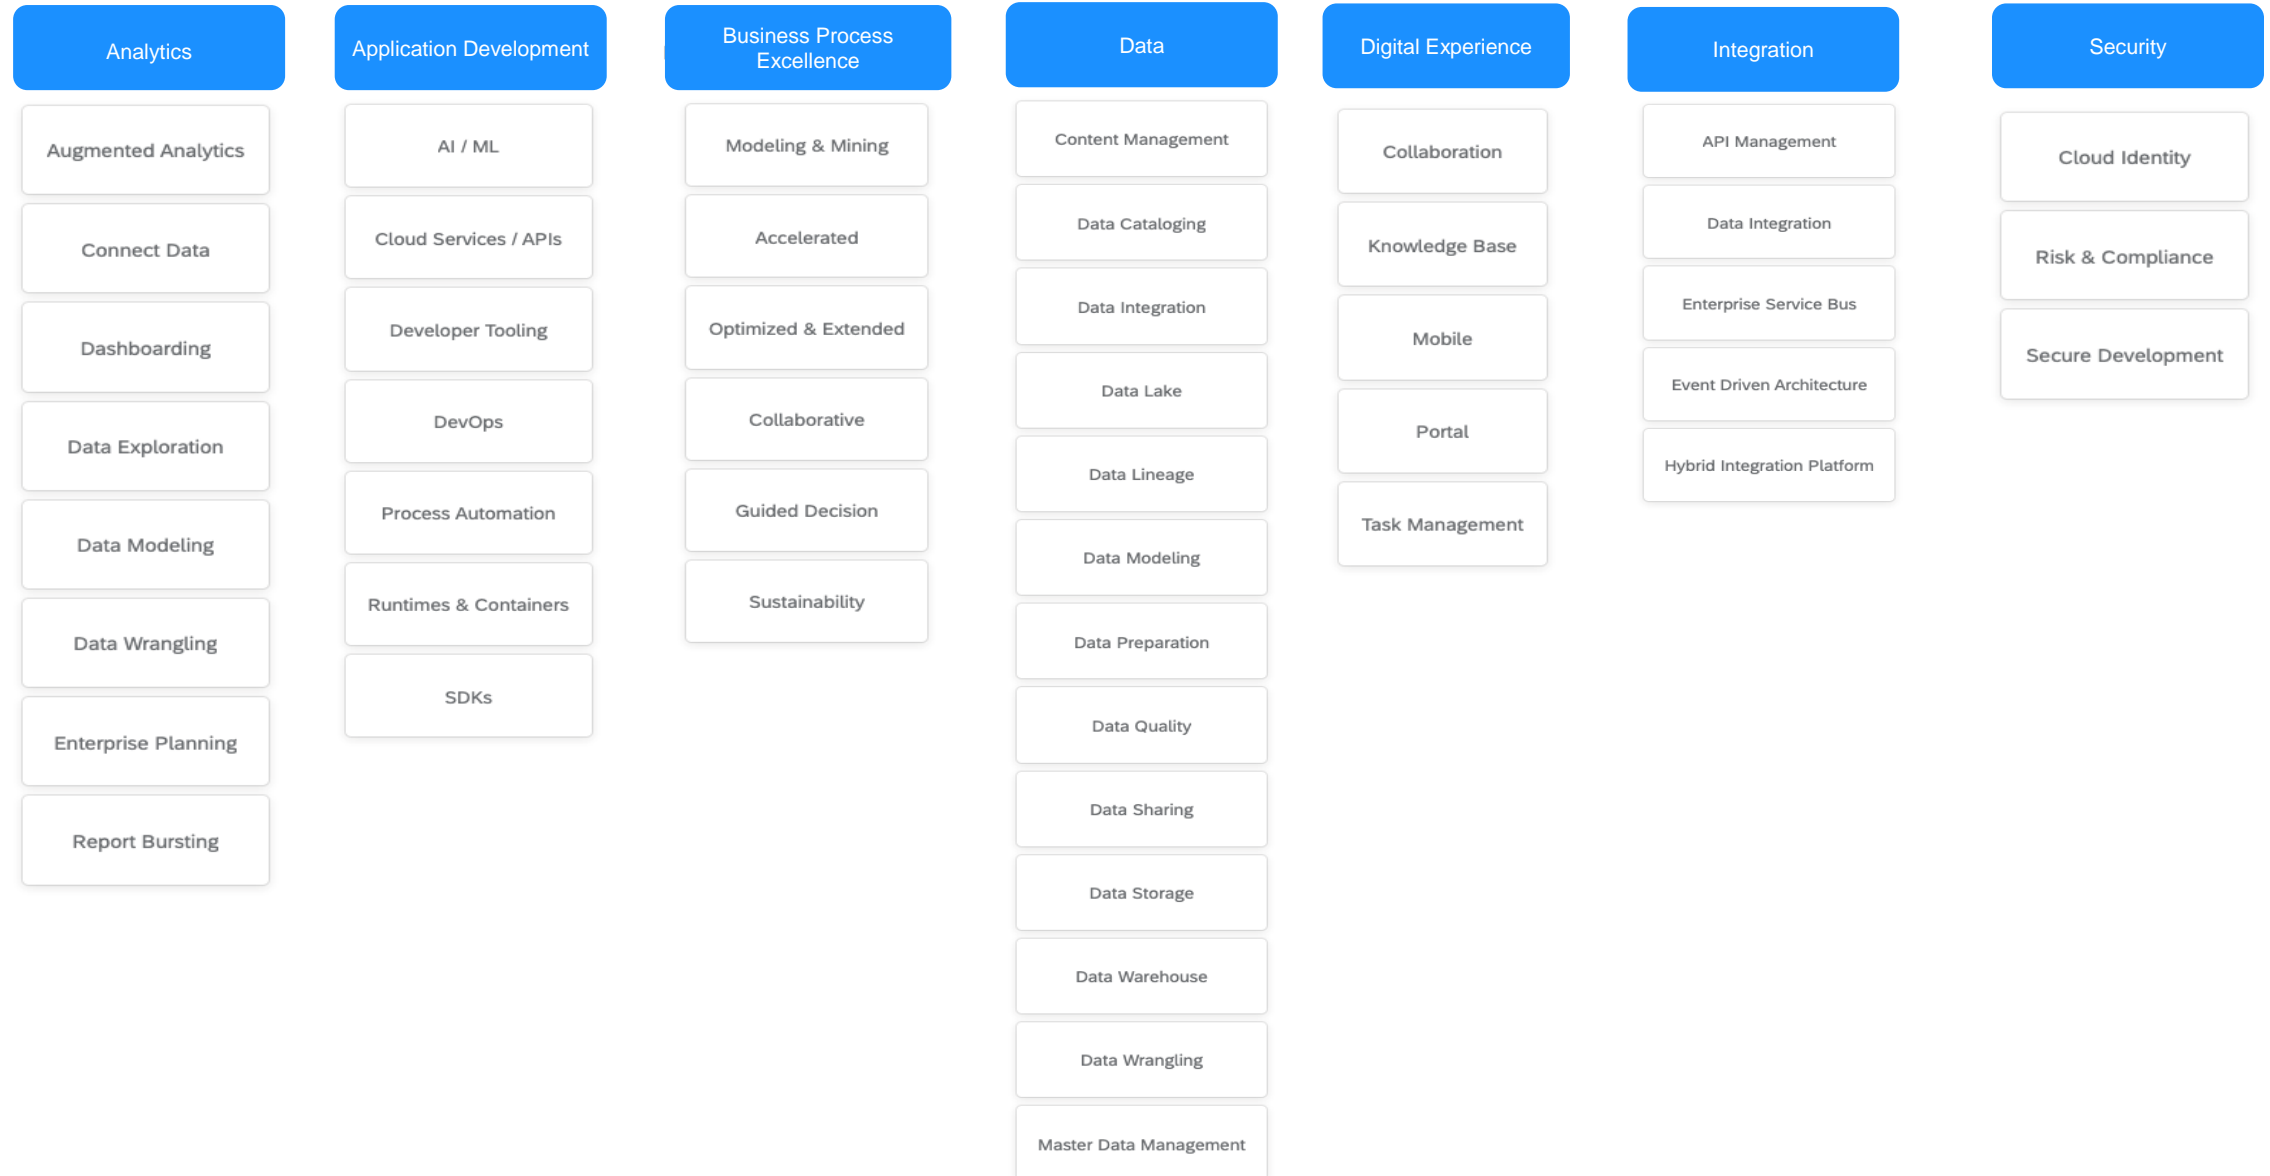 Analytics
Augmented Analytics
Connect Data
Dashboarding
Data Exploration
Data Modeling
Data Wrangling
Enterprise Planning
Report Bursting
Application Development
AI / ML
Cloud Services / APIs
Developer Tooling
DevOps
Process Automation
Runtimes & Containers
SDKs
Business Process
Excellence
Modeling & Mining
Accelerated
Optimized & Extended
Collaborative
Guided Decision
Sustainability
Data
Content Management
Data Cataloging
Data Integration
Data Lake
Data Lineage
Data Modeling
Data Preparation
Data Quality
Data Sharing
Data Storage
Data Warehouse
Data Wrangling
Master Data Management
Digital Experience
Collaboration
Knowledge Base
Mobile
Portal
Task Management
Integration
API Management
Data Integration
Enterprise Service Bus
Event Driven Architecture
Hybrid Integration Platform
Security
Cloud Identity
Risk & Compliance
Secure Development